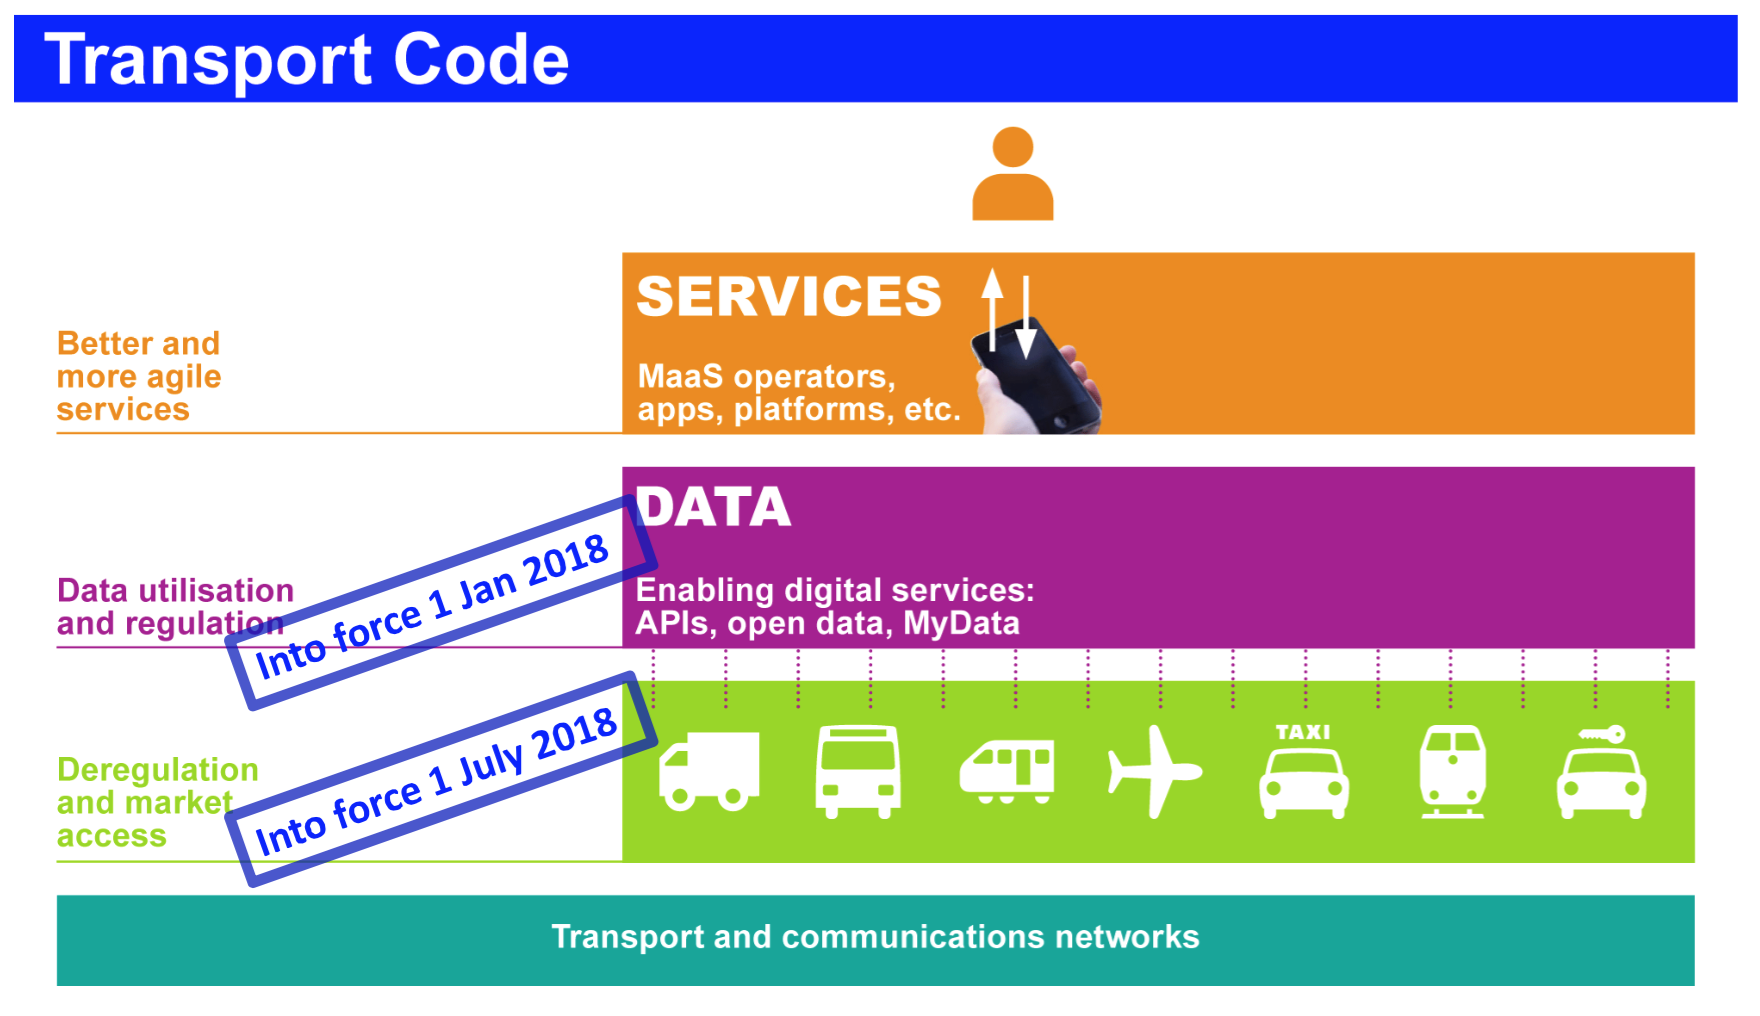 Transport Code
SERVICES
Better and
more agile
services
MaaS operators,
apps, platforms, etc.
DATA
Into force 1 Jan 2018
Data utilisation
and regulation
Enabling digital services:
APIs, open data, MyData
Into force 1 July 2018
Deregulation
and market
access
TAXI
Transport and communications networks